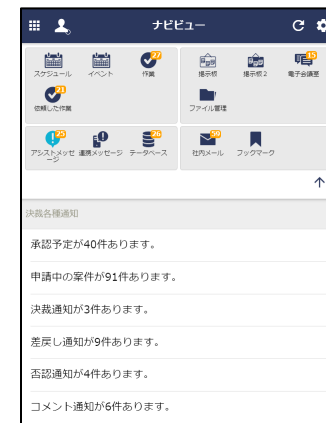 ナビビュー
スケジュール
イベント
27
作業
掲示板
掲示板2
15
電子会議室
21
依頼した作業
ファイル管理
25
アシストメッセージ
連携メッセージ
26
データベース
59
社内メール
ブックマーク
決裁各種通知
承認予定が40件あります。
申請中の案件が91件あります。
決裁通知が3件あります。
差戻し通知が9件あります。
否認通知が4件あります。
コメント通知が6件あります。